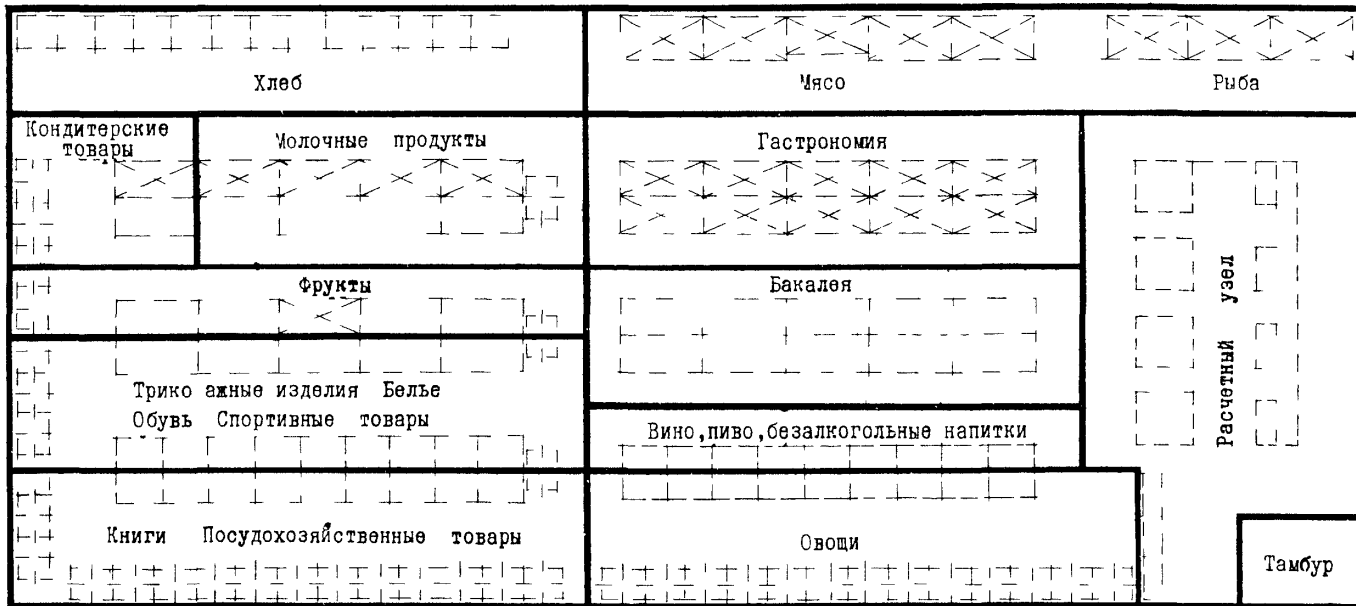 Хлеб
Мясо
Рыба
Кондитерские
товары
Молочные продукты
Гастрономия
Фрукты
Бакалея
Расчетный узел
Трико ажные изделия Белье
Обувь Спортивные товары
Вино,пиво,безалкогольные напитки
Книги Посудохозяйственные товары
Овощи
Тамбур